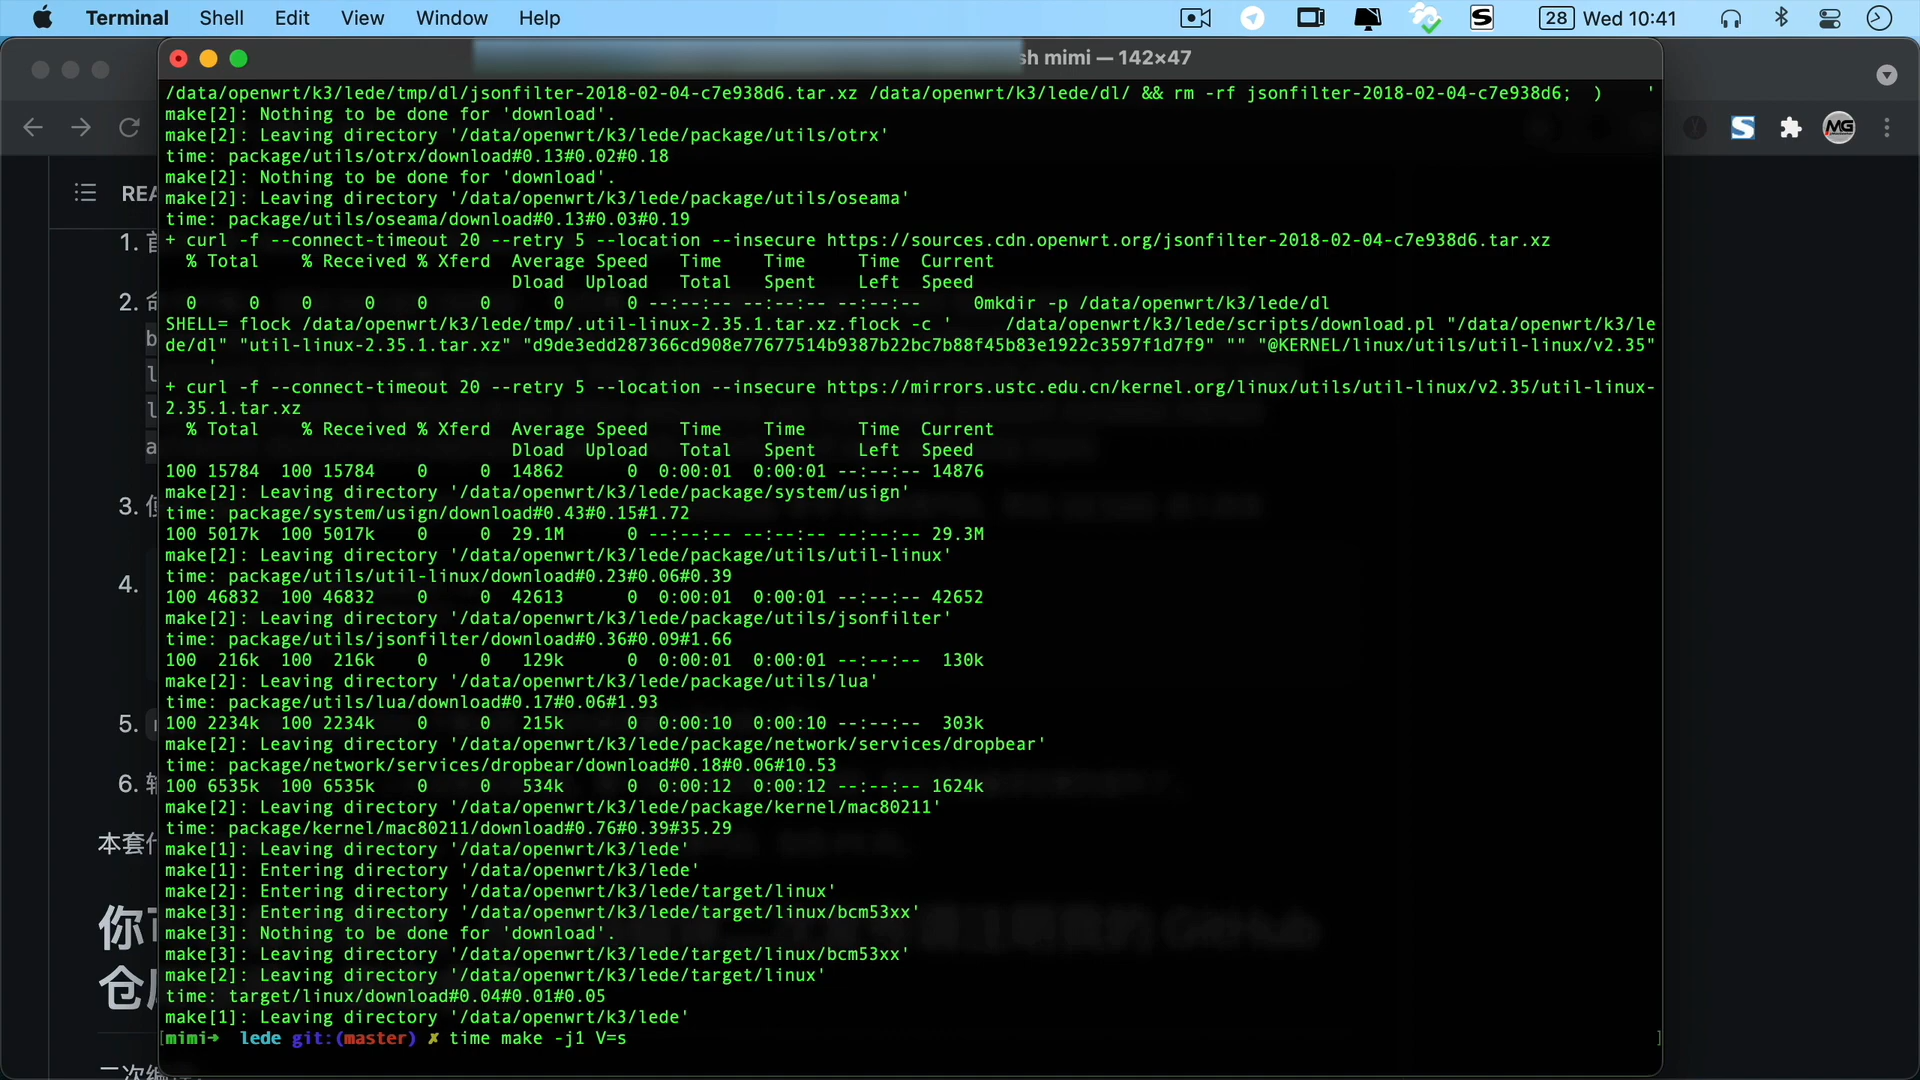 Terminal Shell Edit View Window Help 28 Wed 10:41
sh mimi — 142×47
/data/openwrt/k3/lede/tmp/dl/jsonfilter-2018-02-04-c7e938d6.tar.xz /data/openwrt/k3/lede/dl/ && rm -rf jsonfilter-2018-02-04-c7e938d6;  )    '
make[2]: Nothing to be done for 'download'.
make[2]: Leaving directory '/data/openwrt/k3/lede/package/utils/otrx'
time: package/utils/otrx/download#0.13#0.02#0.18
make[2]: Nothing to be done for 'download'.
make[2]: Leaving directory '/data/openwrt/k3/lede/package/utils/oseama'
time: package/utils/oseama/download#0.13#0.03#0.19
+ curl -f --connect-timeout 20 --retry 5 --location --insecure https://sources.cdn.openwrt.org/jsonfilter-2018-02-04-c7e938d6.tar.xz
  % Total    % Received % Xferd  Average Speed   Time    Time     Time  Current
                                 Dload  Upload   Total   Spent    Left  Speed
  0     0    0     0    0     0      0      0 --:--:-- --:--:-- --:--:--     0mkdir -p /data/openwrt/k3/lede/dl
SHELL= flock /data/openwrt/k3/lede/tmp/.util-linux-2.35.1.tar.xz.flock -c '     /data/openwrt/k3/lede/scripts/download.pl "/data/openwrt/k3/le
de/dl" "util-linux-2.35.1.tar.xz" "d9de3edd287366cd908e77677514b9387b22bc7b88f45b83e1922c3597f1d7f9" "" "@KERNEL/linux/utils/util-linux/v2.35"
    '
+ curl -f --connect-timeout 20 --retry 5 --location --insecure https://mirrors.ustc.edu.cn/kernel.org/linux/utils/util-linux/v2.35/util-linux-
2.35.1.tar.xz
  % Total    % Received % Xferd  Average Speed   Time    Time     Time  Current
                                 Dload  Upload   Total   Spent    Left  Speed
100 15784  100 15784    0     0  14862      0  0:00:01  0:00:01 --:--:-- 14876
make[2]: Leaving directory '/data/openwrt/k3/lede/package/system/usign'
time: package/system/usign/download#0.43#0.15#1.72
100 5017k  100 5017k    0     0  29.1M      0 --:--:-- --:--:-- --:--:-- 29.3M
make[2]: Leaving directory '/data/openwrt/k3/lede/package/utils/util-linux'
time: package/utils/util-linux/download#0.23#0.06#0.39
100 46832  100 46832    0     0  42613      0  0:00:01  0:00:01 --:--:-- 42652
make[2]: Leaving directory '/data/openwrt/k3/lede/package/utils/jsonfilter'
time: package/utils/jsonfilter/download#0.36#0.09#1.66
100  216k  100  216k    0     0   129k      0  0:00:01  0:00:01 --:--:--  130k
make[2]: Leaving directory '/data/openwrt/k3/lede/package/utils/lua'
time: package/utils/lua/download#0.17#0.06#1.93
100 2234k  100 2234k    0     0   215k      0  0:00:10  0:00:10 --:--:--  303k
make[2]: Leaving directory '/data/openwrt/k3/lede/package/network/services/dropbear'
time: package/network/services/dropbear/download#0.18#0.06#10.53
100 6535k  100 6535k    0     0   534k      0  0:00:12  0:00:12 --:--:-- 1624k
make[2]: Leaving directory '/data/openwrt/k3/lede/package/kernel/mac80211'
time: package/kernel/mac80211/download#0.76#0.39#35.29
make[1]: Leaving directory '/data/openwrt/k3/lede'
make[1]: Entering directory '/data/openwrt/k3/lede'
make[2]: Entering directory '/data/openwrt/k3/lede/target/linux'
make[3]: Entering directory '/data/openwrt/k3/lede/target/linux/bcm53xx'
make[3]: Nothing to be done for 'download'.
make[3]: Leaving directory '/data/openwrt/k3/lede/target/linux/bcm53xx'
make[2]: Leaving directory '/data/openwrt/k3/lede/target/linux'
time: target/linux/download#0.04#0.01#0.05
make[1]: Leaving directory '/data/openwrt/k3/lede'
[mimi➜  lede git:(master) ✗ time make -j1 V=s ]
REA
1.
2.
b
l
l
a
3.
4.
5.
6.
本套
你
仓
二次编译